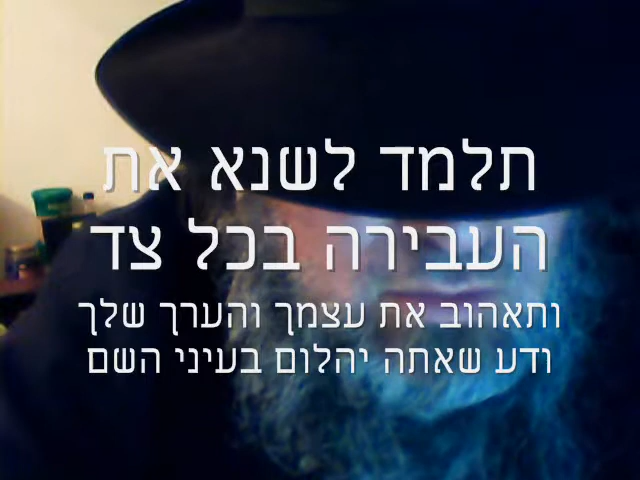 תלמד לשנא את
העבירה בכל צד
ותאהוב את עצמך והערך שלך
ודע שאתה יהלום בעיני השם